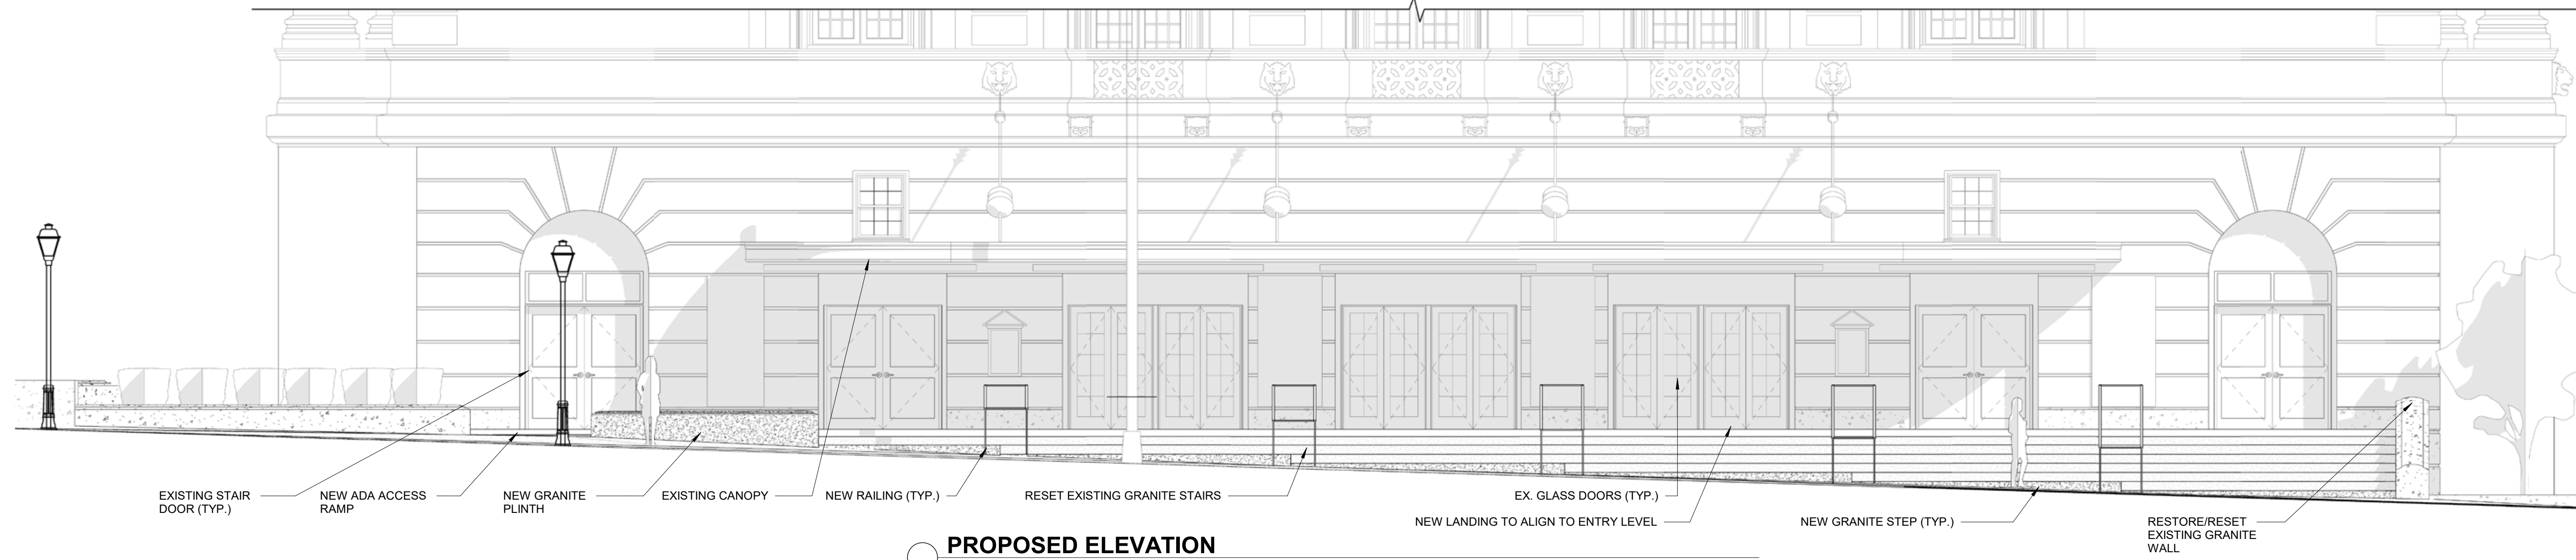 EXISTING STAIR
DOOR (TYP.)
NEW ADA ACCESS
RAMP
NEW GRANITE
PLINTH
EXISTING CANOPY
NEW RAILING (TYP.)
RESET EXISTING GRANITE STAIRS
EX. GLASS DOORS (TYP.)
NEW LANDING TO ALIGN TO ENTRY LEVEL
NEW GRANITE STEP (TYP.)
RESTORE/RESET
EXISTING GRANITE
WALL
PROPOSED ELEVATION